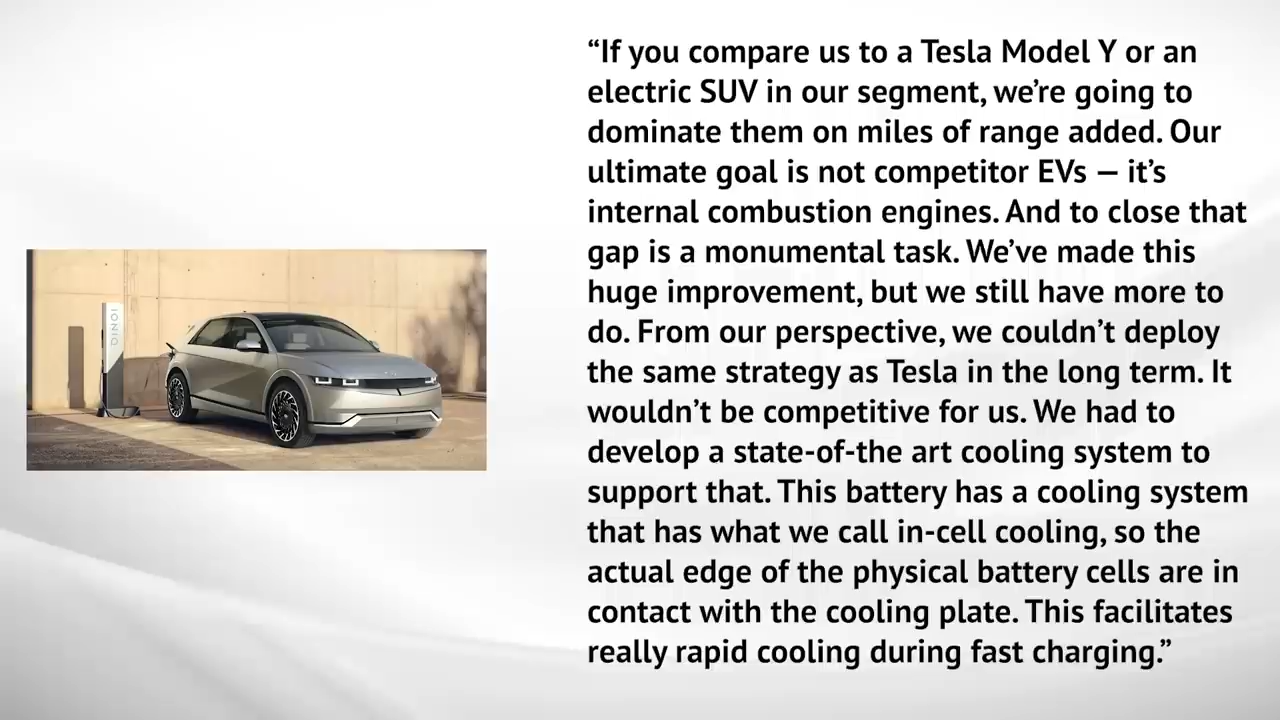 “If you compare us to a Tesla Model Y or an
electric SUV in our segment, we’re going to
dominate them on miles of range added. Our
ultimate goal is not competitor EVs — it’s
internal combustion engines. And to close that
gap is a monumental task. We’ve made this
huge improvement, but we still have more to
do. From our perspective, we couldn’t deploy
the same strategy as Tesla in the long term. It
wouldn’t be competitive for us. We had to
develop a state-of-the art cooling system to
support that. This battery has a cooling system
that has what we call in-cell cooling, so the
actual edge of the physical battery cells are in
contact with the cooling plate. This facilitates
really rapid cooling during fast charging.”
IONIQ